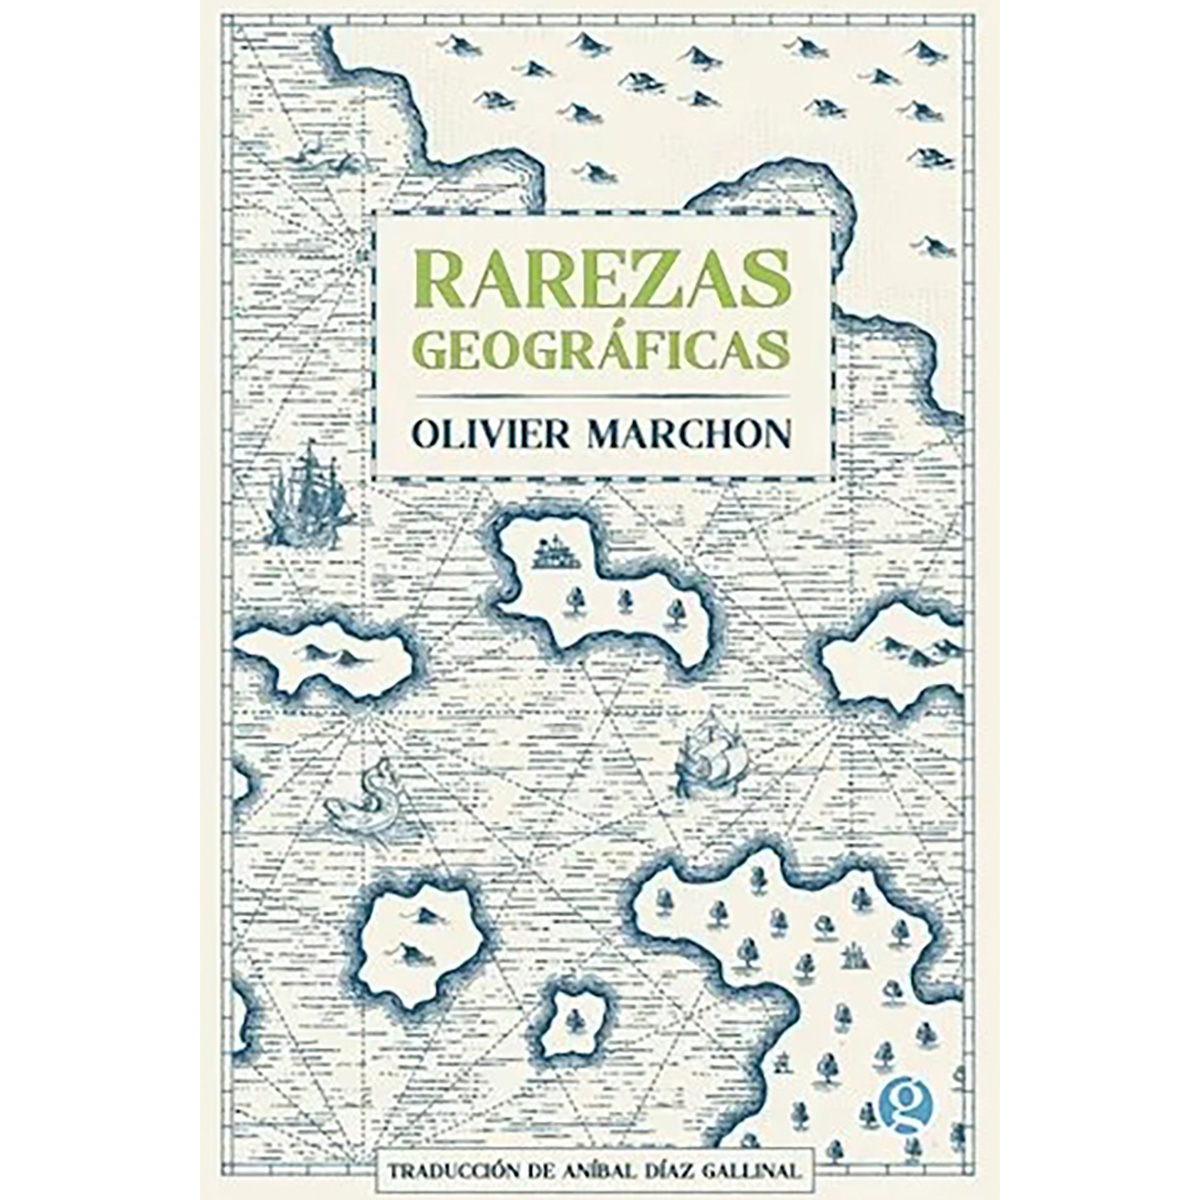 RAREZAS
GEOGRÁFICAS
OLIVIER MARCHON
g
TRADUCCIÓN DE ANÍBAL DÍAZ GALLINAL